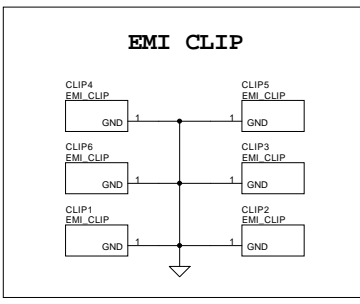 EMI CLIP
CLIP4
EMI_CLIP
GND 1
CLIP5
EMI_CLIP
1 GND
CLIP6
EMI_CLIP
GND 1
CLIP3
EMI_CLIP
1 GND
CLIP1
EMI_CLIP
GND 1
CLIP2
EMI_CLIP
1 GND